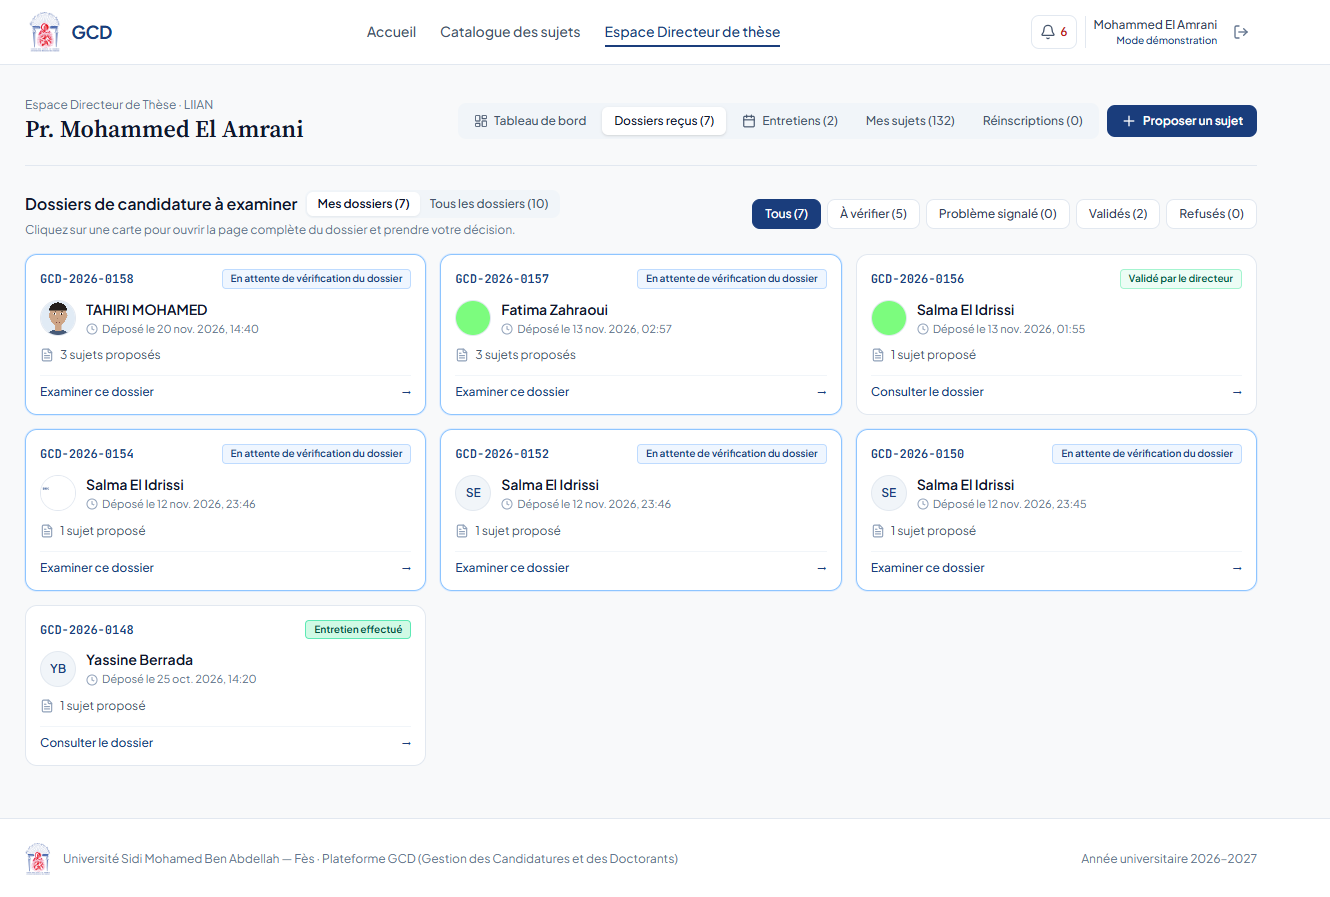 GCD
Accueil
Catalogue des sujets
Espace Directeur de thèse
6
Mohammed El Amrani
Mode démonstration
Espace Directeur de Thèse · LIIAN
Pr. Mohammed El Amrani
Tableau de bord
Dossiers reçus (7)
Entretiens (2)
Mes sujets (132)
Réinscriptions (0)
+ Proposer un sujet
Dossiers de candidature à examiner
Mes dossiers (7)
Tous les dossiers (10)
Cliquez sur une carte pour ouvrir la page complète du dossier et prendre votre décision.
Tous (7)
À vérifier (5)
Problème signalé (0)
Validés (2)
Refusés (0)
GCD-2026-0158
En attente de vérification du dossier
TAHIRI MOHAMED
Déposé le 20 nov. 2026, 14:40
3 sujets proposés
Examiner ce dossier →
GCD-2026-0157
En attente de vérification du dossier
Fatima Zahraoui
Déposé le 13 nov. 2026, 02:57
3 sujets proposés
Examiner ce dossier →
GCD-2026-0156
Validé par le directeur
Salma El Idrissi
Déposé le 13 nov. 2026, 01:55
1 sujet proposé
Consulter le dossier →
GCD-2026-0154
En attente de vérification du dossier
Salma El Idrissi
Déposé le 12 nov. 2026, 23:46
1 sujet proposé
Examiner ce dossier →
GCD-2026-0152
En attente de vérification du dossier
SE
Salma El Idrissi
Déposé le 12 nov. 2026, 23:46
1 sujet proposé
Examiner ce dossier →
GCD-2026-0150
En attente de vérification du dossier
SE
Salma El Idrissi
Déposé le 12 nov. 2026, 23:45
1 sujet proposé
Examiner ce dossier →
GCD-2026-0148
Entretien effectué
YB
Yassine Berrada
Déposé le 25 oct. 2026, 14:20
1 sujet proposé
Consulter le dossier →
Université Sidi Mohamed Ben Abdellah — Fès · Plateforme GCD (Gestion des Candidatures et des Doctorants)
Année universitaire 2026–2027